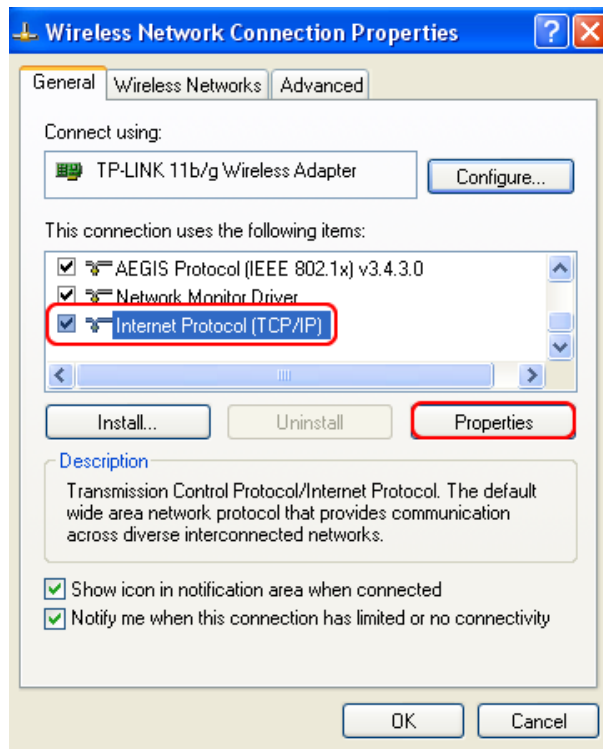 Wireless Network Connection Properties
General Wireless Networks Advanced
Connect using:
TP-LINK 11b/g Wireless Adapter Configure...
This connection uses the following items:
AEGIS Protocol (IEEE 802.1x) v3.4.3.0
Network Monitor Driver
Internet Protocol (TCP/IP)
Install... Uninstall Properties
Description
Transmission Control Protocol/Internet Protocol. The default
wide area network protocol that provides communication
across diverse interconnected networks.
Show icon in notification area when connected
Notify me when this connection has limited or no connectivity
OK Cancel